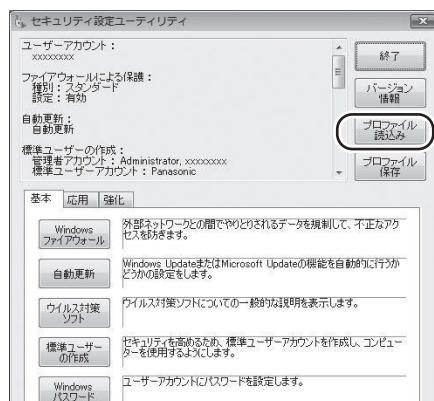 セキュリティ設定ユーティリティ
ユーザーアカウント：
xxxxxxxx
ファイアウォールによる保護：
種別：スタンダード
設定：有効
自動更新：
自動更新
標準ユーザーの作成：
管理者アカウント：Administrator, xxxxxxxx
標準ユーザーアカウント：Panasonic
終了
バージョン
情報
プロファイル
読込み
プロファイル
保存
基本 応用 強化
Windows
ファイアウォール
外部ネットワークとの間でやりとりされるデータを規制して、不正なアク
セスを防ぎます。
自動更新
Windows UpdateまたはMicrosoft Updateの機能を自動的に行うか
どうかの設定をします。
ウイルス対策
ソフト
ウイルス対策ソフトについての一般的な説明を表示します。
標準ユーザー
の作成
セキュリティを高めるため、標準ユーザーアカウントを作成し、コンピュー
ターを使用するようにします。
Windows
パスワード
ユーザーアカウントにパスワードを設定します。